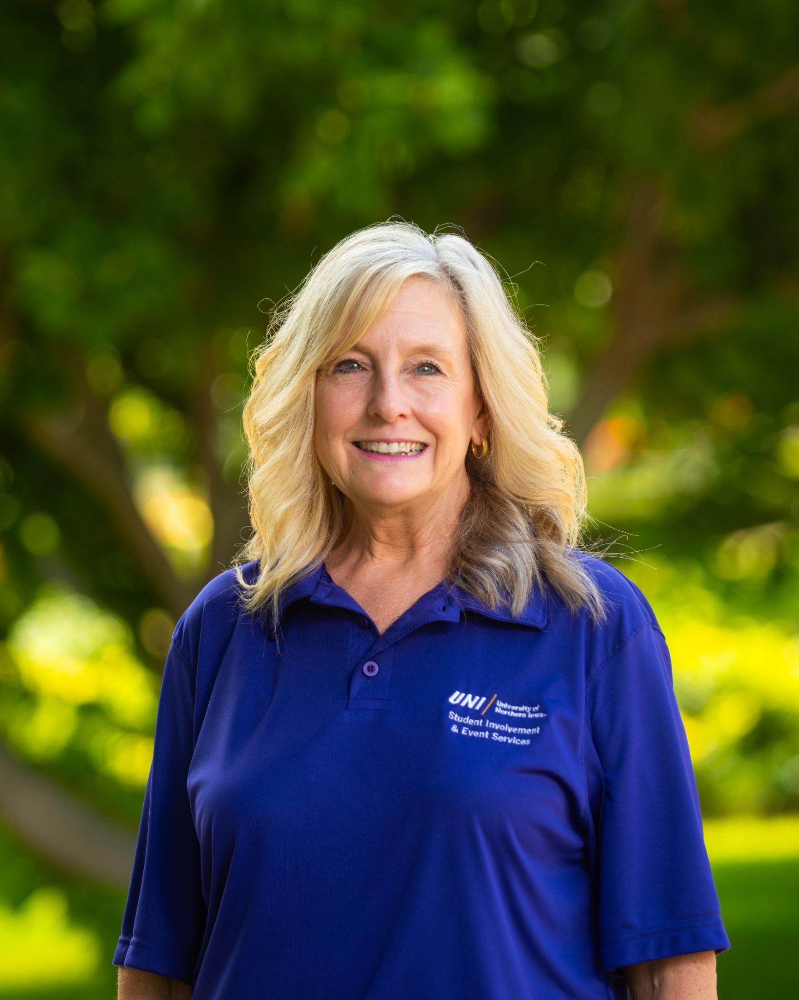 UNI / University of
Northern Iowa
Student Involvement
& Event Services